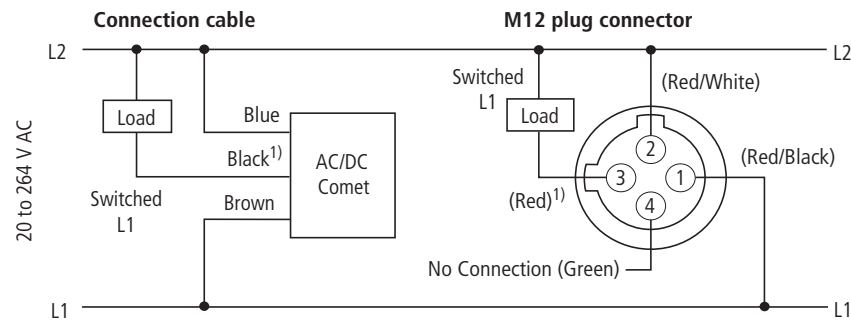 Connection cable
M12 plug connector
L2
L2
20 to 264 V AC
Load
Blue
Black1)
Brown
AC/DC
Comet
Switched
L1
Switched
L1
Load
(Red/White)
(Red/Black)
(Red)1)
2
3
1
4
No Connection (Green)
L1
L1